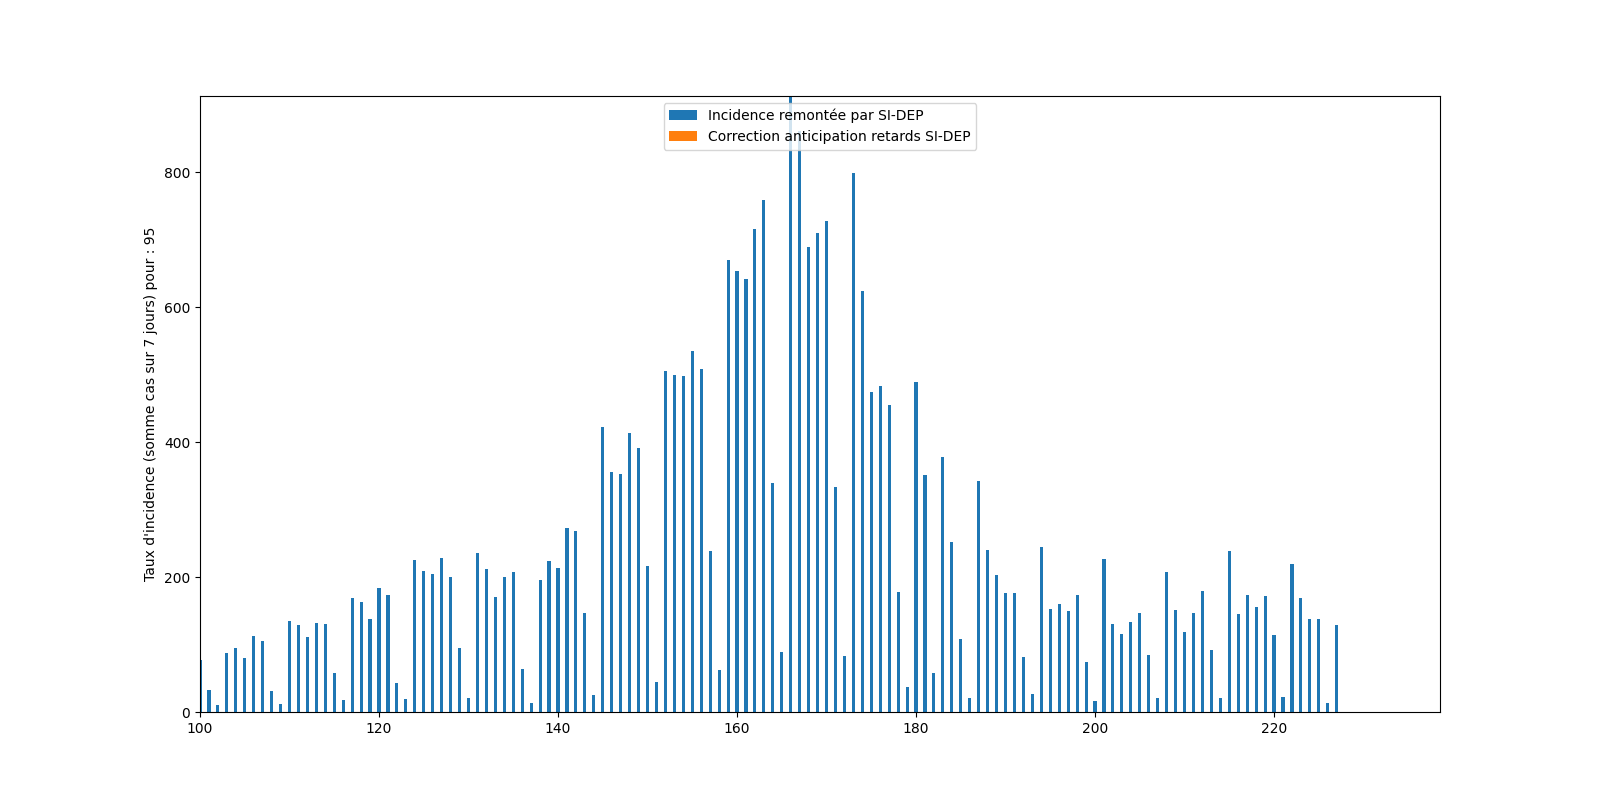 Incidence remontée par SI-DEP
Correction anticipation retards SI-DEP
Taux d'incidence (somme cas sur 7 jours) pour : 95
800
600
400
200
0
100 120 140 160 180 200 220